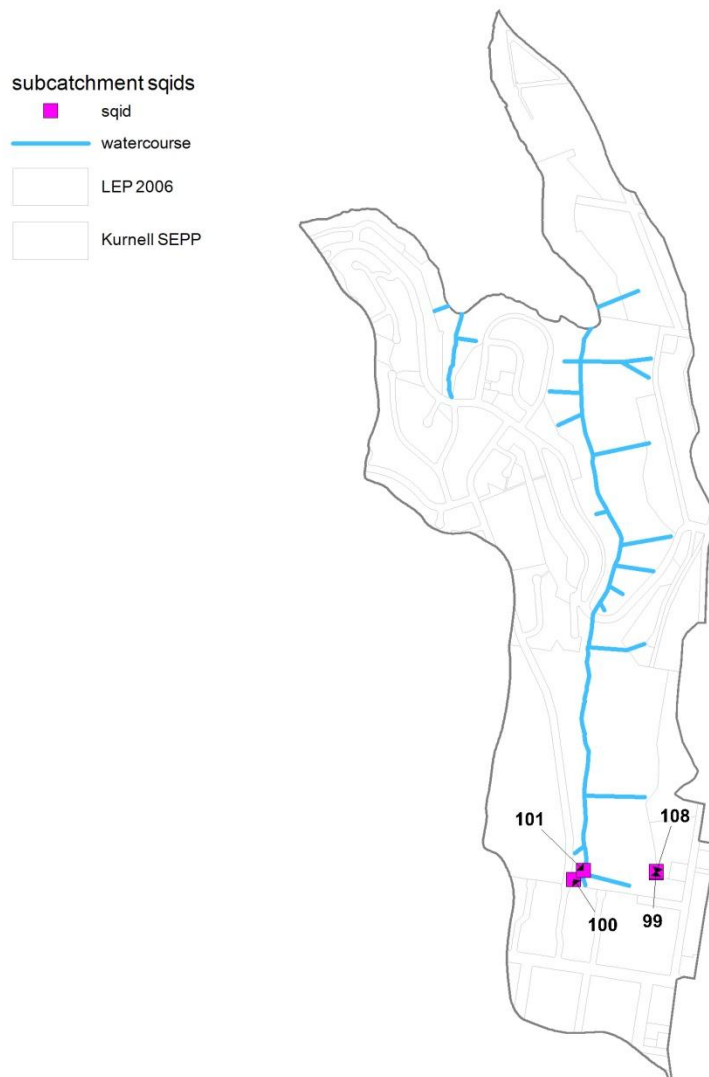 subcatchment sqids
sqid
watercourse
LEP 2006
Kurnell SEPP
101
108
100
99